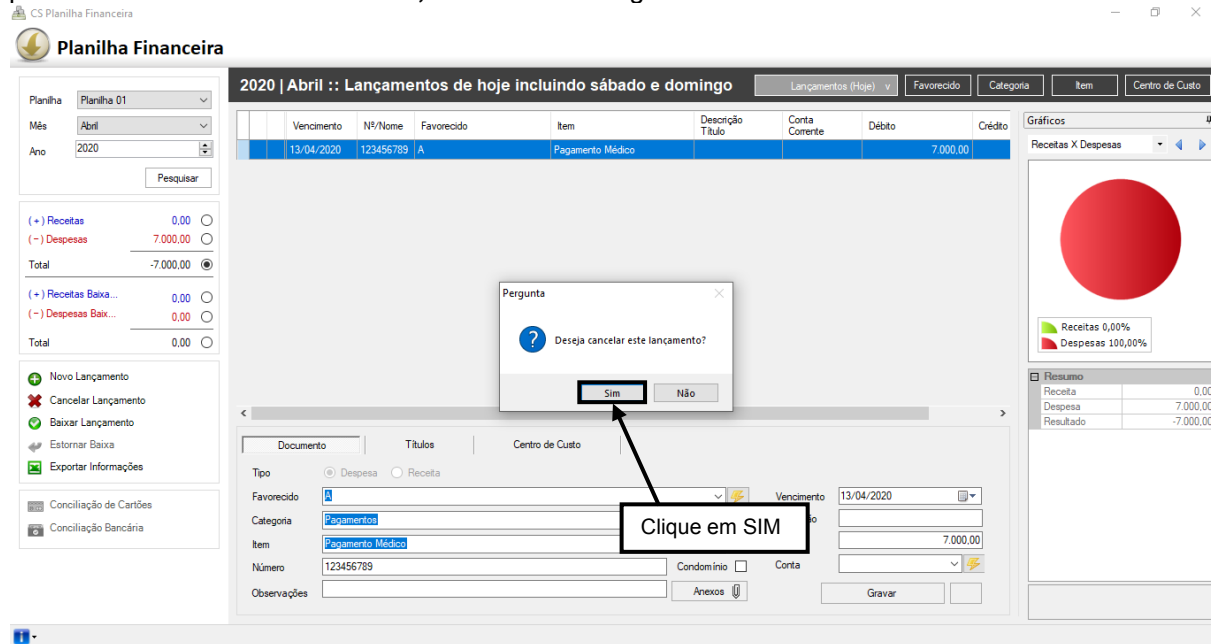 CS Planilha Financeira
Planilha Financeira
Planilha Planilha 01
Mês Abril
Ano 2020
Pesquisar
(+) Receitas 0,00
(-) Despesas 7.000,00
Total -7.000,00
(+) Receitas Baixa... 0,00
(-) Despesas Baix... 0,00
Total 0,00
Novo Lançamento
Cancelar Lançamento
Baixar Lançamento
Estornar Baixa
Exportar Informações
Conciliação de Cartões
Conciliação Bancária
2020 | Abril :: Lançamentos de hoje incluindo sábado e domingo
Lançamentos (Hoje) v Favorecido Categoria Item Centro de Custo
Vencimento Nº/Nome Favorecido Item Descrição Título Conta Corrente Débito Crédito
13/04/2020 123456789 A Pagamento Médico 7.000,00
Pergunta
Deseja cancelar este lançamento?
Sim Não
Clique em SIM
Documento Títulos Centro de Custo
Tipo Despesa Receita
Favorecido A Vencimento 13/04/2020
Categoria Pagamentos
Item Pagamento Médico 7.000,00
Número 123456789 Condomínio Conta
Observações Anexos Gravar
Gráficos
Receitas X Despesas
Receitas 0,00%
Despesas 100,00%
Resumo
Receita 0,00
Despesa 7.000,00
Resultado -7.000,00